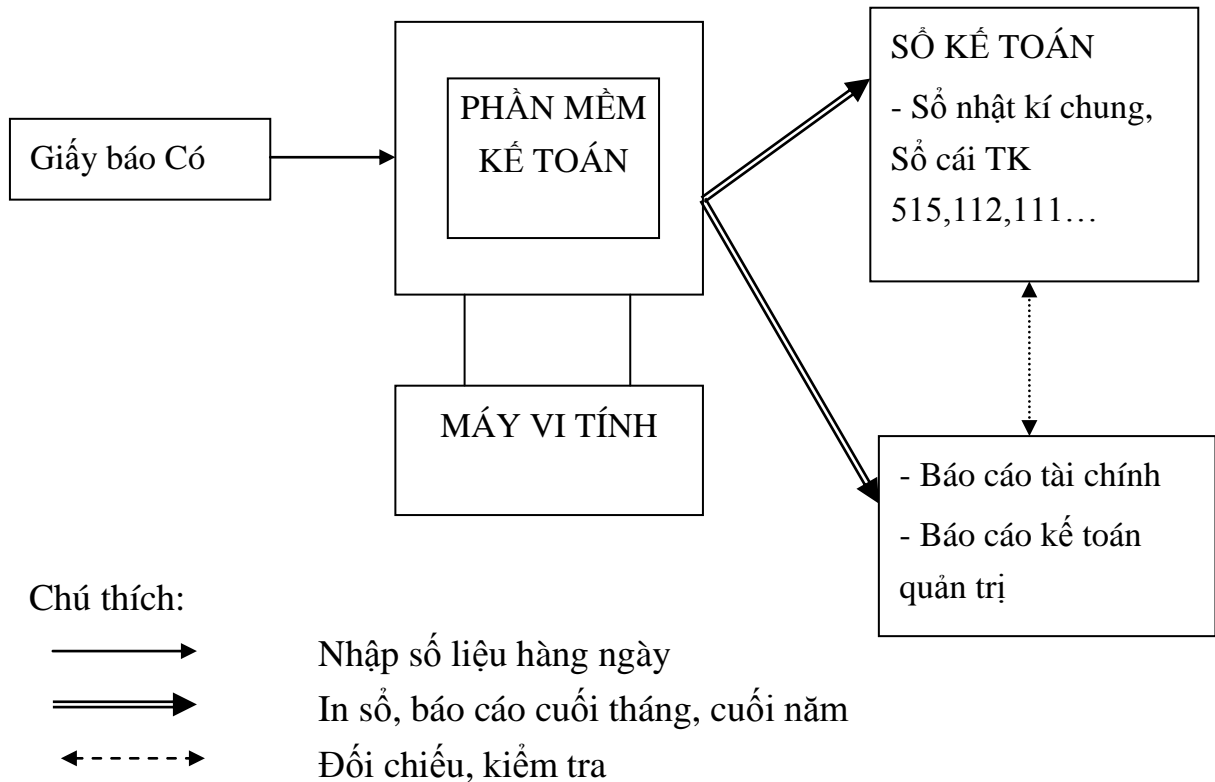 Giấy báo Có
PHẦN MỀM
KẾ TOÁN
MÁY VI TÍNH
SỔ KẾ TOÁN
- Sổ nhật kí chung,
Sổ cái TK
515,112,111…
- Báo cáo tài chính
- Báo cáo kế toán
quản trị
Chú thích:
Nhập số liệu hàng ngày
In sổ, báo cáo cuối tháng, cuối năm
Đối chiếu, kiểm tra